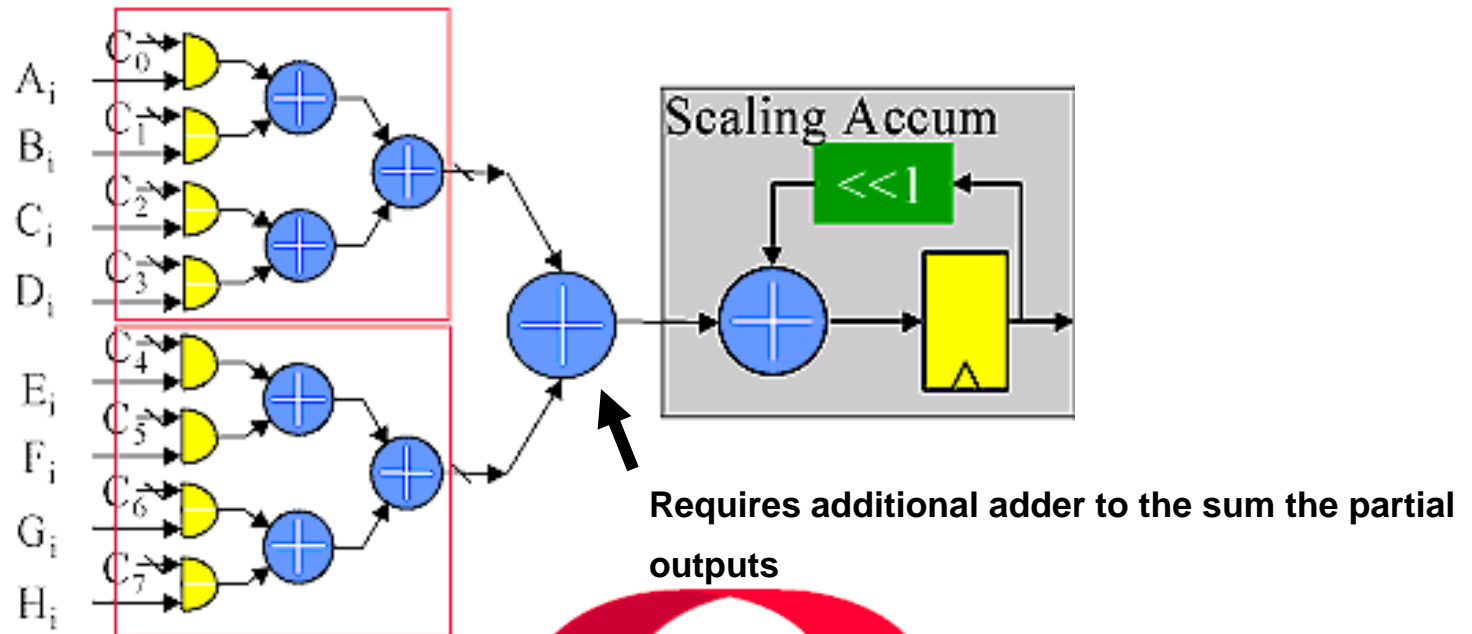 C0
Ai
C1
Bi
C2
Ci
C3
Di
C4
Ei
C5
Fi
C6
Gi
C7
Hi
Scaling Accum
<<1
Requires additional adder to the sum the partial
outputs